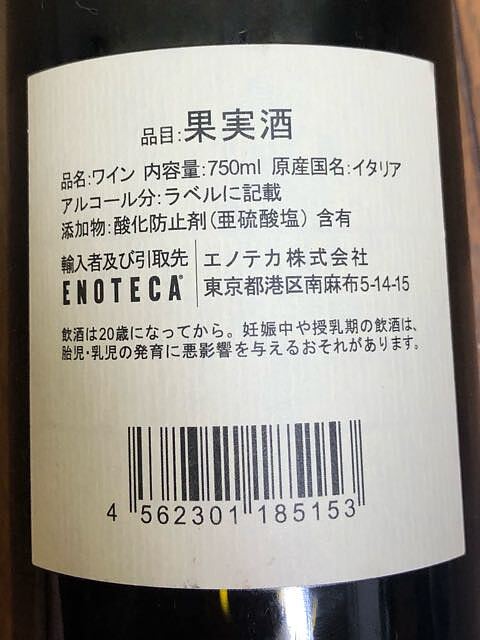 品目:果実酒
品名:ワイン 内容量:750ml 原産国名:イタリア
アルコール分:ラベルに記載
添加物:酸化防止剤(亜硫酸塩) 含有
輸入者及び引取先
ENOTECA®
エノテカ株式会社
東京都港区南麻布5-14-15
飲酒は20歳になってから。妊娠中や授乳期の飲酒は、
胎児・乳児の発育に悪影響を与えるおそれがあります。
4 562301 185153